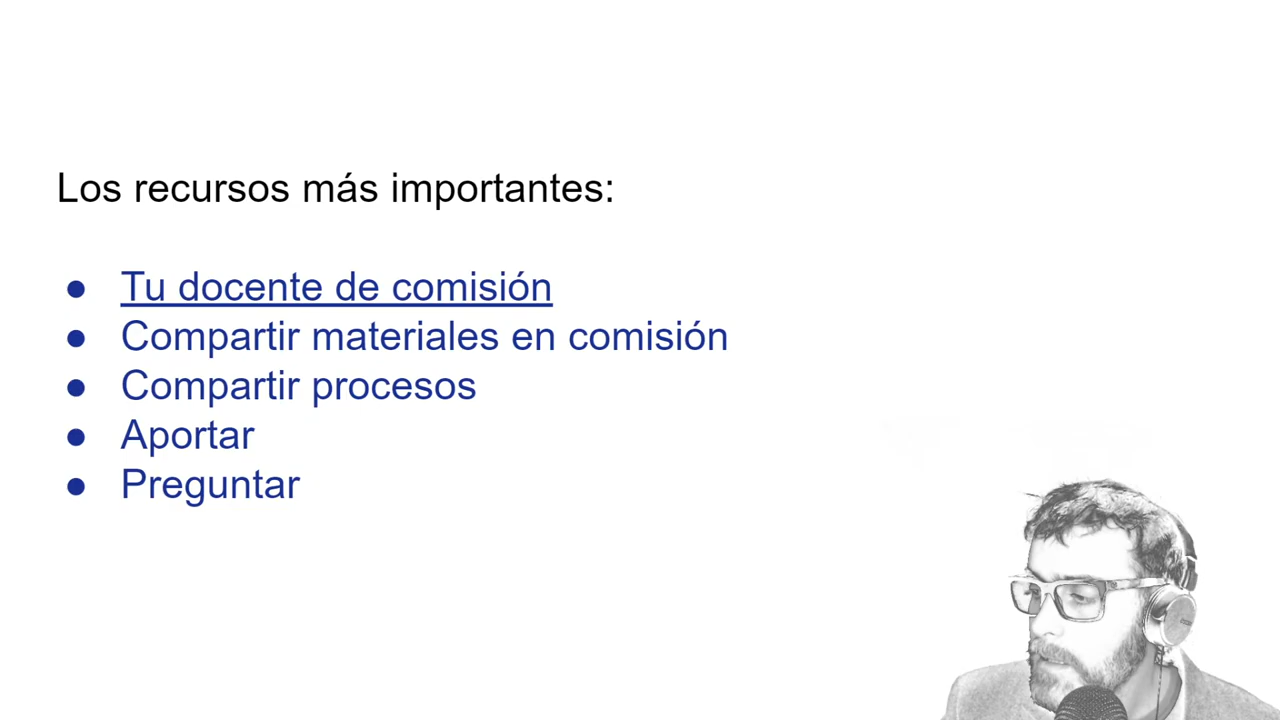 Los recursos más importantes:
● Tu docente de comisión
● Compartir materiales en comisión
● Compartir procesos
● Aportar
● Preguntar